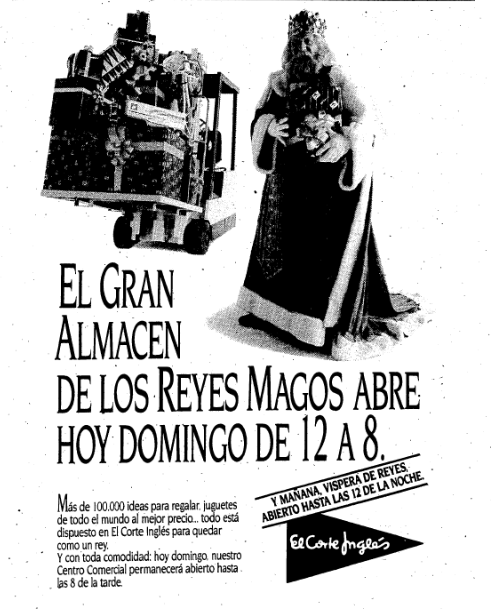 EL GRAN
ALMACEN
DE LOS REYES MAGOS ABRE
HOY DOMINGO DE 12 A 8.
Y MAÑANA, VISPERA DE REYES,
ABIERTO HASTA LAS 12 DE LA NOCHE.
Más de 100.000 ideas para regalar, juguetes
de todo el mundo al mejor precio... todo está
dispuesto en El Corte Inglés para quedar
como un rey.
Y con toda comodidad: hoy domingo, nuestro
Centro Comercial permanecerá abierto hasta
las 8 de la tarde.
El Corte Inglés